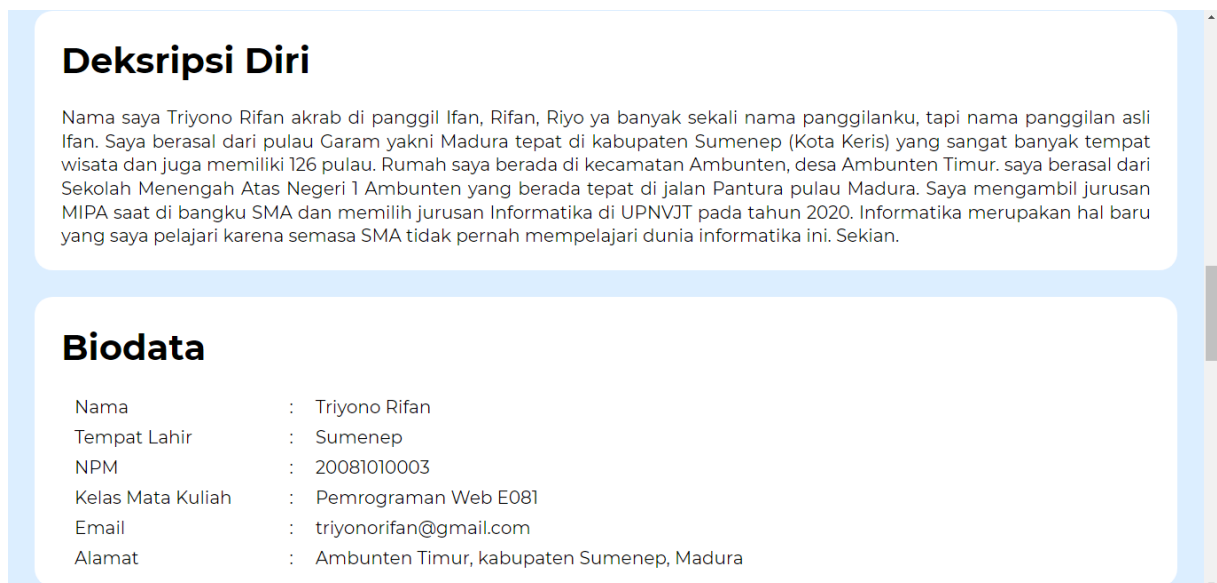 Deksripsi Diri
Nama saya Triyono Rifan akrab di panggil Ifan, Rifan, Riyo ya banyak sekali nama panggilanku, tapi nama panggilan asli
Ifan. Saya berasal dari pulau Garam yakni Madura tepat di kabupaten Sumenep (Kota Keris) yang sangat banyak tempat
wisata dan juga memiliki 126 pulau. Rumah saya berada di kecamatan Ambunten, desa Ambunten Timur. saya berasal dari
Sekolah Menengah Atas Negeri 1 Ambunten yang berada tepat di jalan Pantura pulau Madura. Saya mengambil jurusan
MIPA saat di bangku SMA dan memilih jurusan Informatika di UPNVJT pada tahun 2020. Informatika merupakan hal baru
yang saya pelajari karena semasa SMA tidak pernah mempelajari dunia informatika ini. Sekian.
Biodata
Nama : Triyono Rifan
Tempat Lahir : Sumenep
NPM : 20081010003
Kelas Mata Kuliah : Pemrograman Web E081
Email : triyonorifan@gmail.com
Alamat : Ambunten Timur, kabupaten Sumenep, Madura